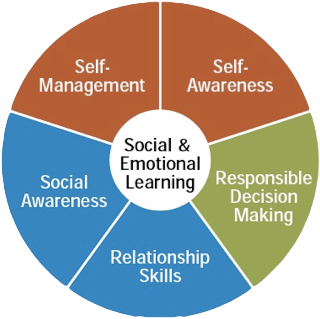 Self-
Management
Self-
Awareness
Social &
Emotional
Learning
Social
Awareness
Responsible
Decision
Making
Relationship
Skills